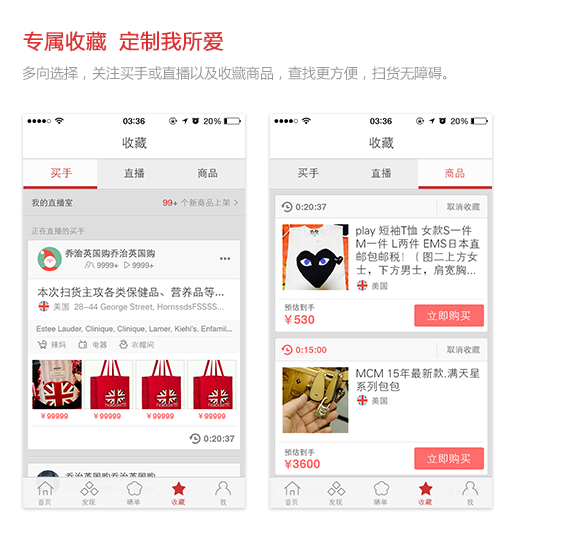 专属收藏 定制我所爱
多向选择，关注买手或直播以及收藏商品，查找更方便，扫货无障碍。
03:36 20%
收藏
买手 直播 商品
我的直播室 99+ 个新商品上架 >
正在直播的买手
乔治英国购乔治英国购
9999+ 9999+
本次扫货主攻各类保健品、营养品等...
英国 28-44 George Street, HornssdsFSSSS...
Estee Lauder, Clinique, Clinique, Lamer, Kiehl's, Enfamil...
辣妈 电器 衣帽间
￥99999 ￥99999 ￥99999 ￥99999
0:20:37
乔治英国购乔治英国购
首页 发现 晒单 收藏 我
03:36 20%
收藏
买手 直播 商品
0:20:37 取消收藏
play 短袖T恤 女款S一件
M一件 L两件 EMS日本直
邮包邮税！（图二上方女
士，下方男士，肩宽胸...
英国
预估到手
￥530
立即购买
0:15:00 取消收藏
MCM 15年最新款.满天星
系列包包
英国
预估到手
￥3600
立即购买
首页 发现 晒单 收藏 我